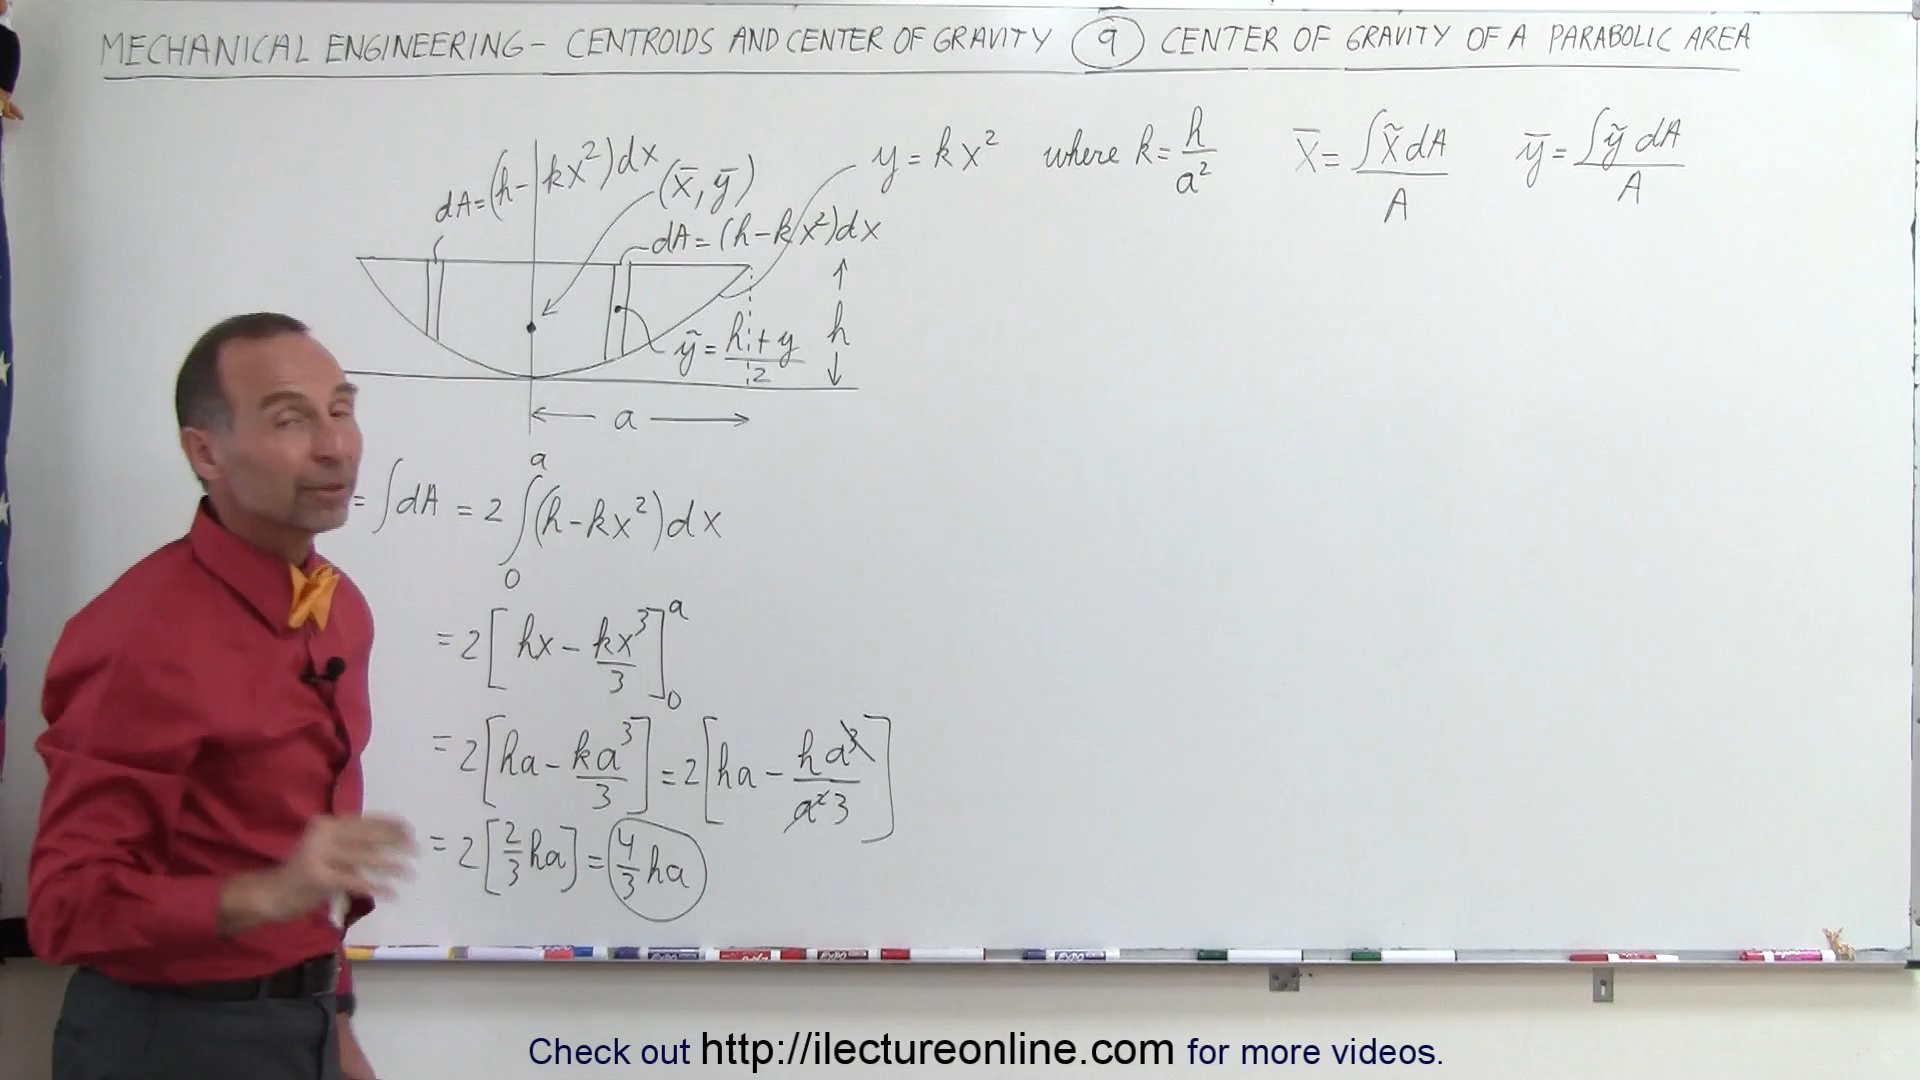 MECHANICAL ENGINEERING - CENTROIDS AND CENTER OF GRAVITY (9) CENTER OF GRAVITY OF A PARABOLIC AREA
y = kx² where k = h/a² x̄ = ∫x̃ dA / A ȳ = ∫ỹ dA / A
dA = (h - kx²)dx
(x̄, ȳ)
dA = (h - kx²)dx
h
ỹ = (h + y)/2
a
= ∫dA = 2 ∫₀ᵃ (h - kx²)dx
= 2[hx - kx³/3]₀ᵃ
= 2[ha - ka³/3] = 2[ha - ha³/a²3]
= 2[2/3 ha] = 4/3 ha
EXPO
Check out http://ilectureonline.com for more videos.